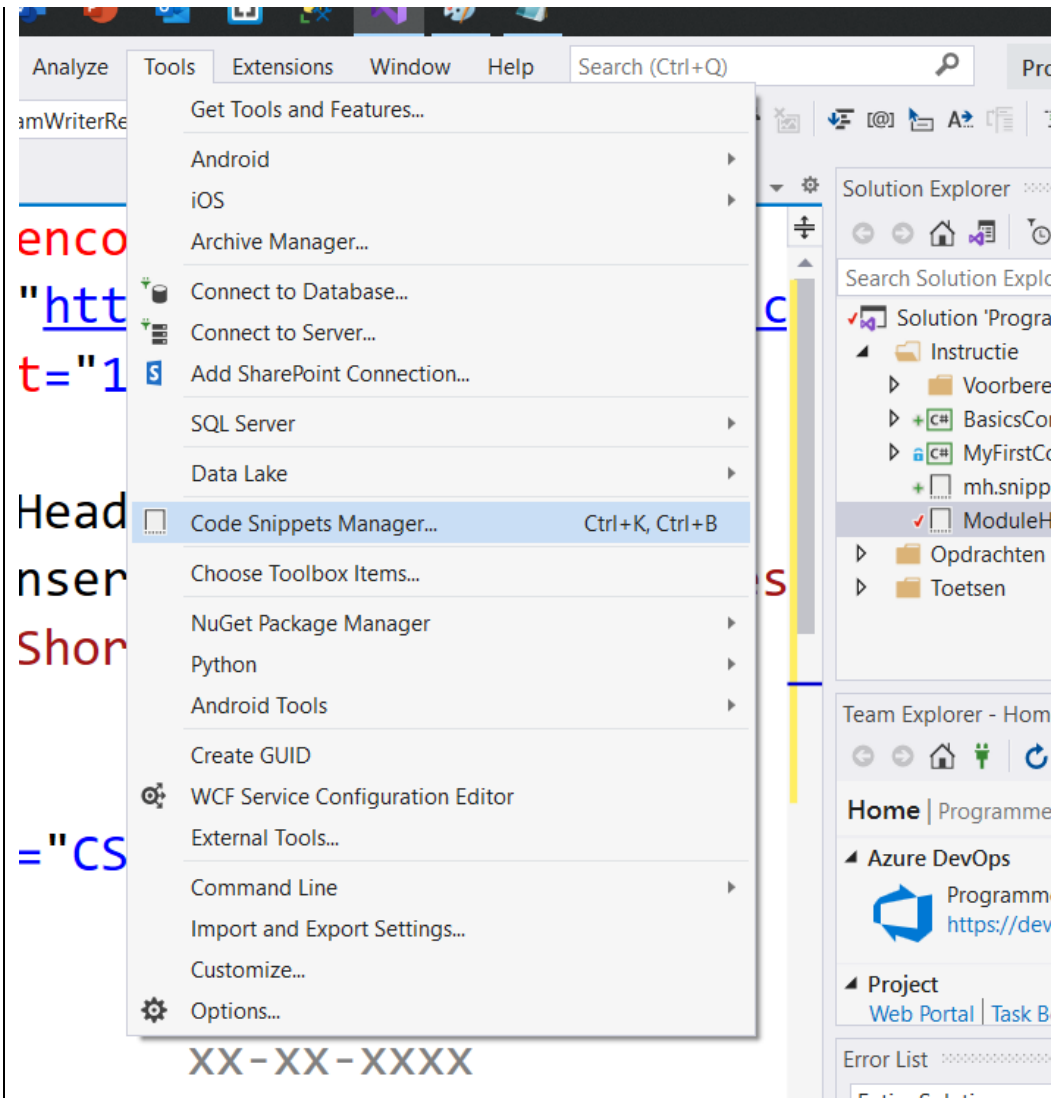 Analyze Tools Extensions Window Help Search (Ctrl+Q)
Get Tools and Features...
Android
iOS
Archive Manager...
Connect to Database...
Connect to Server...
Add SharePoint Connection...
SQL Server
Data Lake
Code Snippets Manager... Ctrl+K, Ctrl+B
Choose Toolbox Items...
NuGet Package Manager
Python
Android Tools
Create GUID
WCF Service Configuration Editor
External Tools...
Command Line
Import and Export Settings...
Customize...
Options...
enco
"htt
c
t="1
Head
nser
s
Shor
="CS
XX-XX-XXXX
Solution Explorer
Search Solution Explo
Solution 'Progra
Instructie
Voorbere
C# BasicsCo
C# MyFirstCo
mh.snipp
ModuleH
Opdrachten
Toetsen
Team Explorer - Hom
Home | Programme
Azure DevOps
Programme
https://dev
Project
Web Portal | Task B
Error List